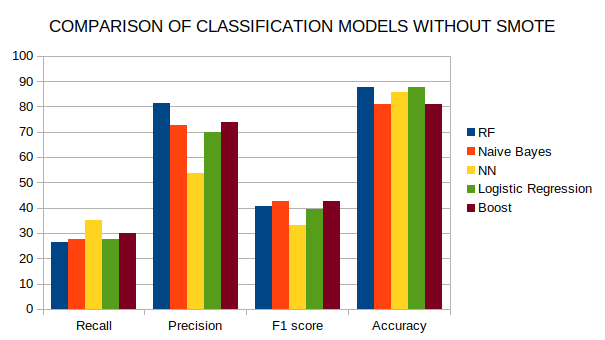 COMPARISON OF CLASSIFICATION MODELS WITHOUT SMOTE
100
90
80
70
60
50
40
30
20
10
0
Recall
Precision
F1 score
Accuracy
RF
Naive Bayes
NN
Logistic Regression
Boost